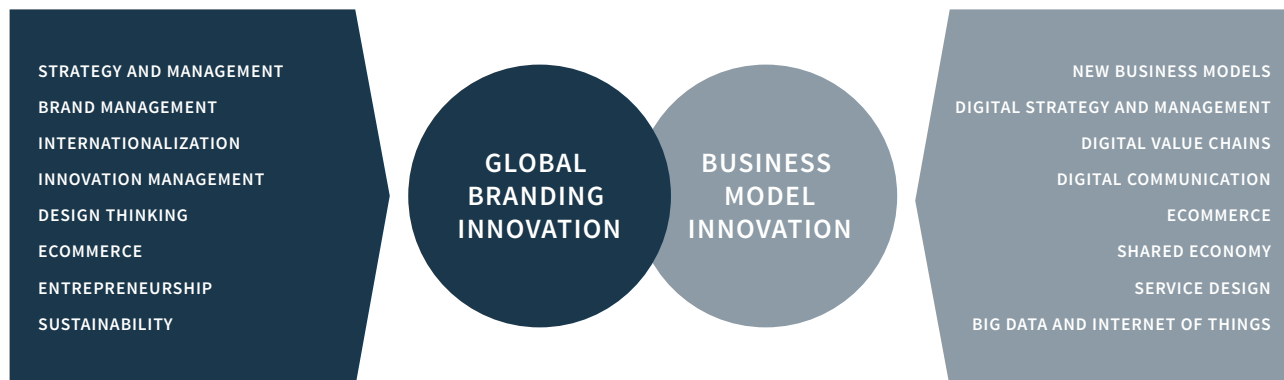 STRATEGY AND MANAGEMENT
BRAND MANAGEMENT
INTERNATIONALIZATION
INNOVATION MANAGEMENT
DESIGN THINKING
ECOMMERCE
ENTREPRENEURSHIP
SUSTAINABILITY
GLOBAL
BRANDING
INNOVATION
BUSINESS
MODEL
INNOVATION
NEW BUSINESS MODELS
DIGITAL STRATEGY AND MANAGEMENT
DIGITAL VALUE CHAINS
DIGITAL COMMUNICATION
ECOMMERCE
SHARED ECONOMY
SERVICE DESIGN
BIG DATA AND INTERNET OF THINGS